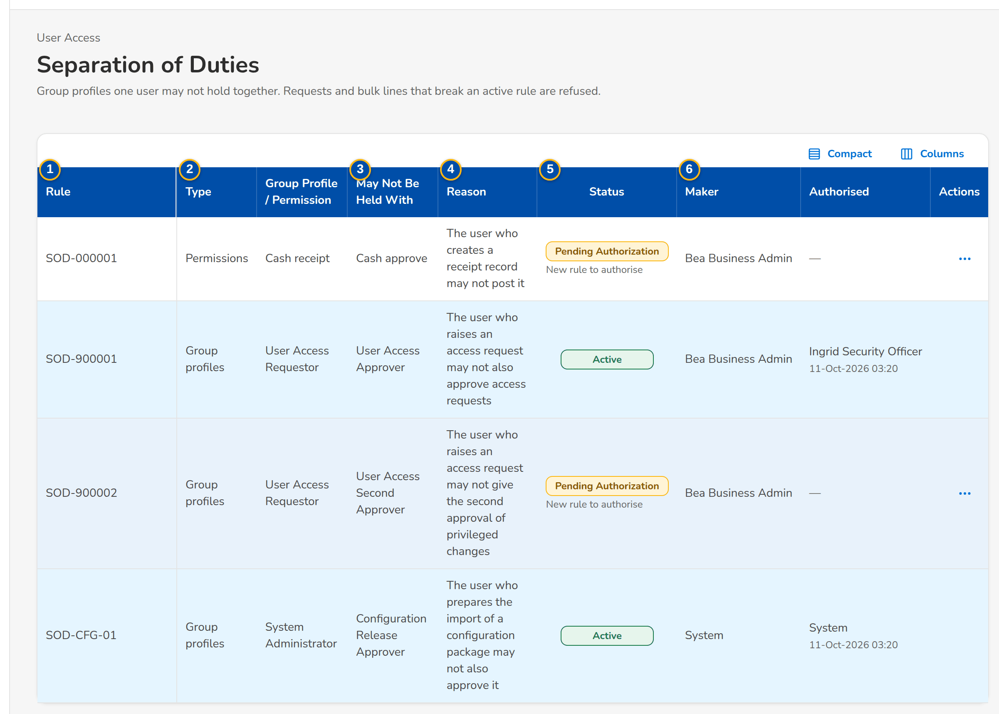 User Access
Separation of Duties
Group profiles one user may not hold together. Requests and bulk lines that break an active rule are refused.
Compact
Columns
1
2
3
4
5
6
Rule
Type
Group Profile
/ Permission
May Not Be
Held With
Reason
Status
Maker
Authorised
Actions
SOD-000001
Permissions
Cash receipt
Cash approve
The user who
creates a
receipt record
may not post it
Pending Authorization
New rule to authorise
Bea Business Admin
—
SOD-900001
Group
profiles
User Access
Requestor
User Access
Approver
The user who
raises an
access request
may not also
approve access
requests
Active
Bea Business Admin
Ingrid Security Officer
11-Oct-2026 03:20
SOD-900002
Group
profiles
User Access
Requestor
User Access
Second
Approver
The user who
raises an
access request
may not give
the second
approval of
privileged
changes
Pending Authorization
New rule to authorise
Bea Business Admin
—
SOD-CFG-01
Group
profiles
System
Administrator
Configuration
Release
Approver
The user who
prepares the
import of a
configuration
package may
not also
approve it
Active
System
System
11-Oct-2026 03:20